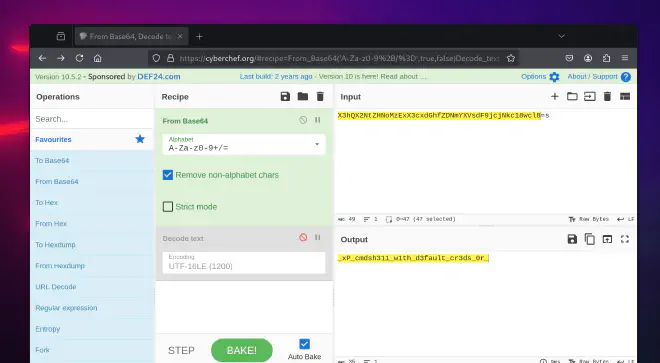 From Base64, Decode te
https://cyberchef.org/#recipe=From_Base64('A-Za-z0-9%2B/%3D',true,false)Decode_text
Version 10.5.2 - Sponsored by DEF24.com
Last build: 2 years ago - Version 10 is here! Read about ...
Options
About / Support
Operations
Recipe
Input
Search...
Favourites
To Base64
From Base64
To Hex
From Hex
To Hexdump
From Hexdump
URL Decode
Regular expression
Entropy
Fork
From Base64
Alphabet
A-Za-z0-9+/=
Remove non-alphabet chars
Strict mode
Decode text
Encoding
UTF-16LE (1200)
STEP
BAKE!
Auto Bake
49
1
0→47 (47 selected)
Raw Bytes
LF
Output
_xP_cmdsh3ll_w1th_d3fault_cr3ds_0r_
35
1
Raw Bytes
LF